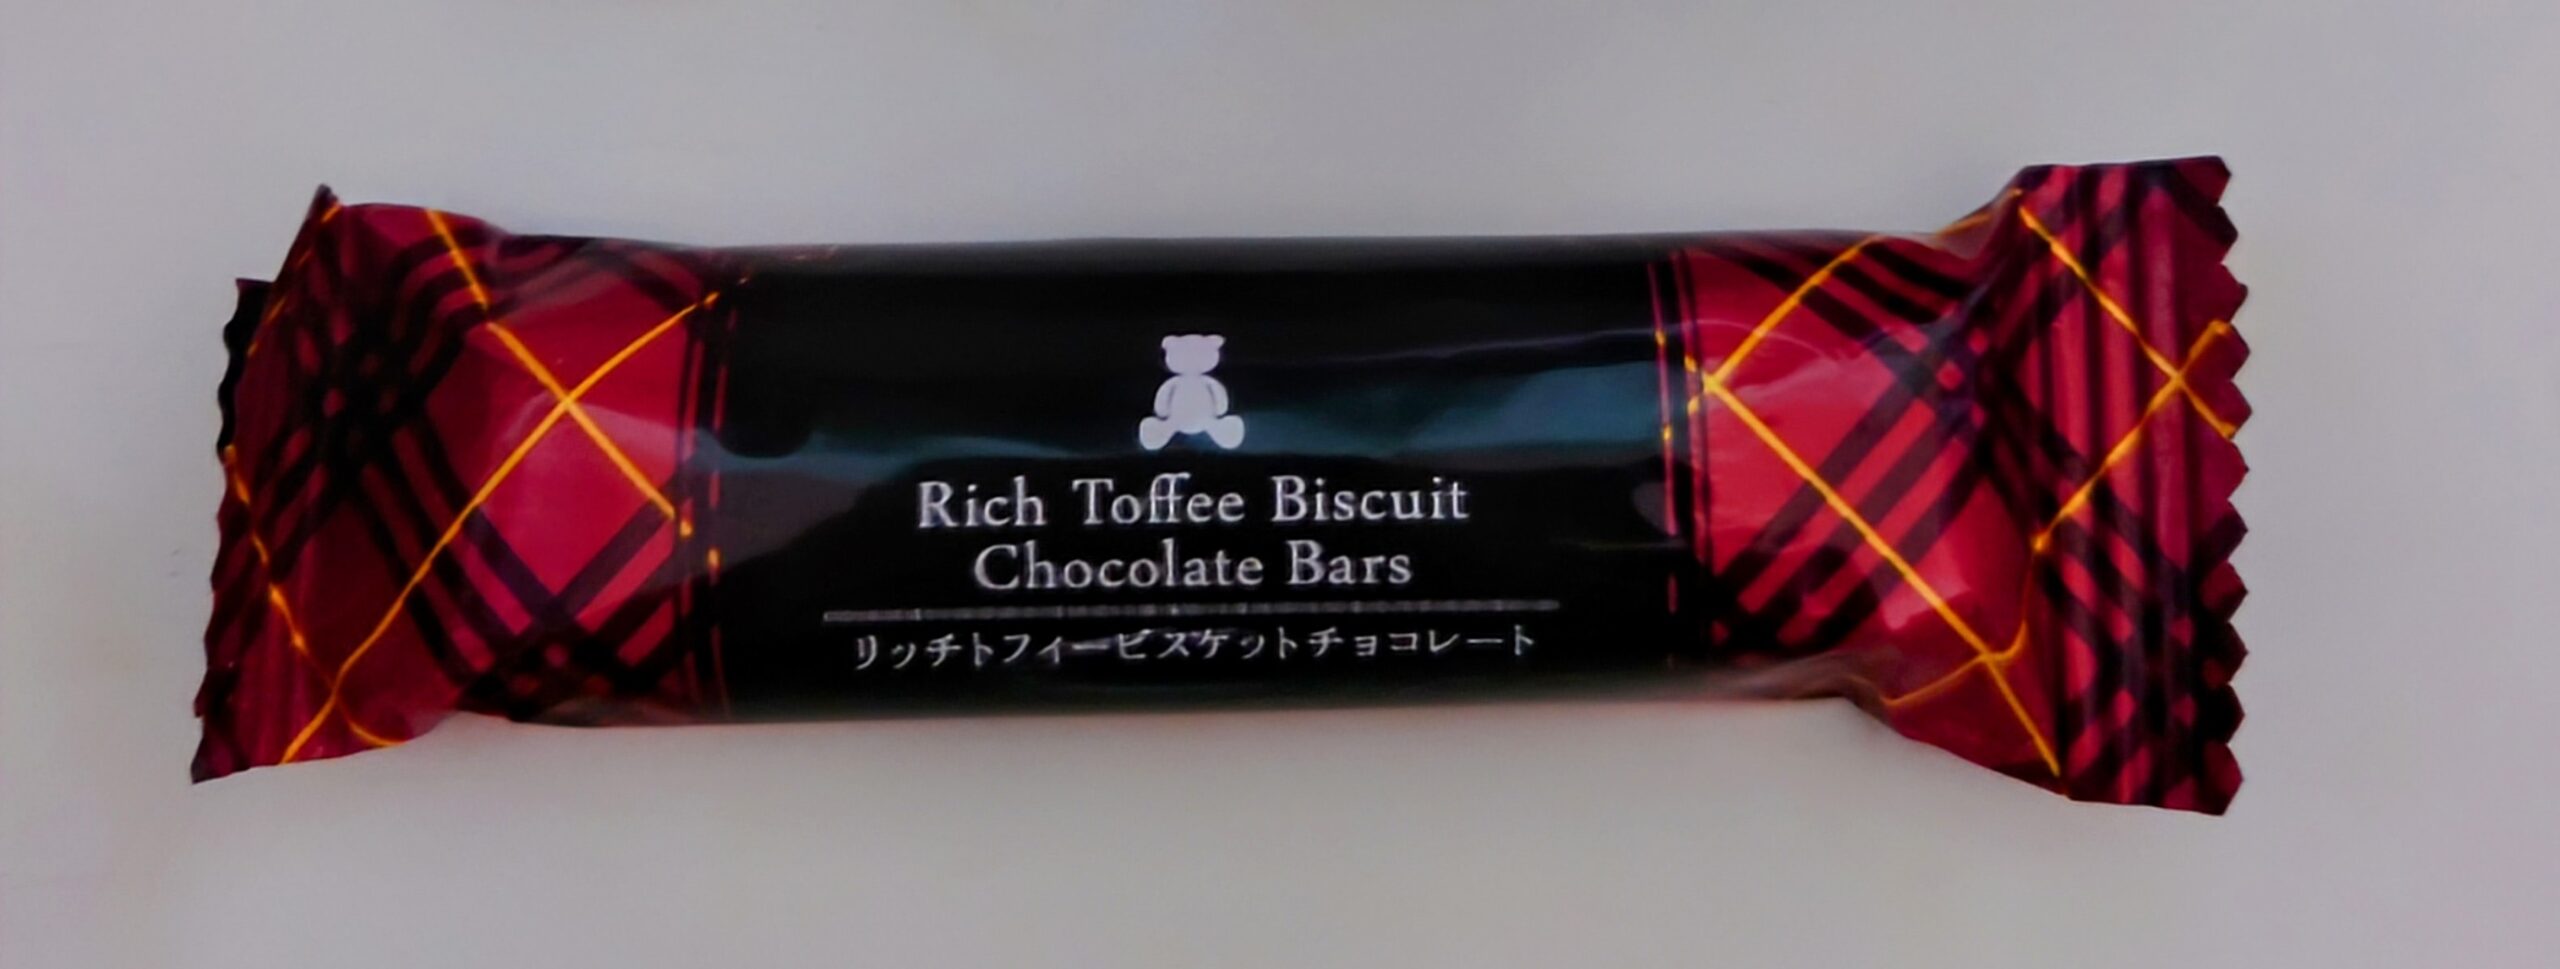 Rich Toffee Biscuit
Chocolate Bars
リッチトフィービスケットチョコレート